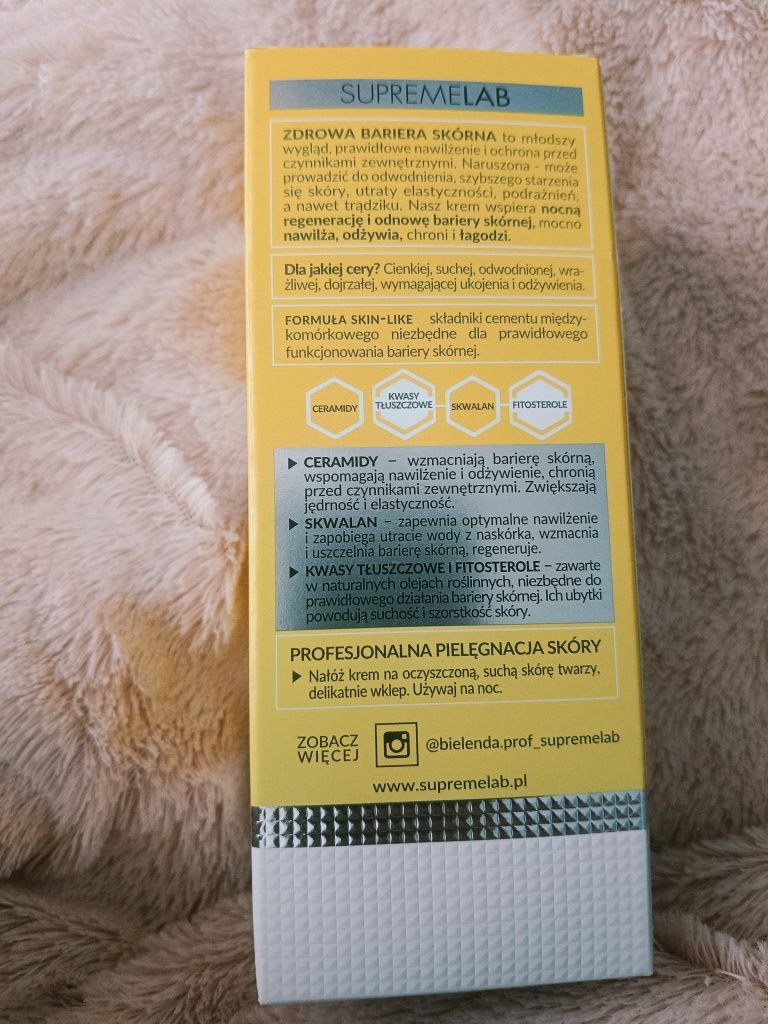 SUPREMELAB
ZDROWA BARIERA SKÓRNA to młodszy
wygląd, prawidłowe nawilżenie i ochrona przed
czynnikami zewnętrznymi. Naruszona - może
prowadzić do odwodnienia, szybszego starzenia
się skóry, utraty elastyczności, podrażnień,
a nawet trądziku. Nasz krem wspiera nocną
regenerację i odnowę bariery skórnej, mocno
nawilża, odżywia, chroni i łagodzi.
Dla jakiej cery? Cienkiej, suchej, odwodnionej, wra-
żliwej, dojrzałej, wymagającej ukojenia i odżywienia.
FORMUŁA SKIN-LIKE składniki cementu między-
komórkowego niezbędne dla prawidłowego
funkcjonowania bariery skórnej.
CERAMIDY
KWASY
TŁUSZCZOWE
SKWALAN
FITOSTEROLE
▶ CERAMIDY – wzmacniają barierę skórną,
wspomagają nawilżenie i odżywienie, chronią
przed czynnikami zewnętrznymi. Zwiększają
jędrność i elastyczność.
▶ SKWALAN – zapewnia optymalne nawilżenie
i zapobiega utracie wody z naskórka, wzmacnia
i uszczelnia barierę skórną, regeneruje.
▶ KWASY TŁUSZCZOWE I FITOSTEROLE – zawarte
w naturalnych olejach roślinnych, niezbędne do
prawidłowego działania bariery skórnej. Ich ubytki
powodują suchość i szorstkość skóry.
PROFESJONALNA PIELĘGNACJA SKÓRY
▶ Nałóż krem na oczyszczoną, suchą skórę twarzy,
delikatnie wklep. Używaj na noc.
ZOBACZ
WIĘCEJ
@bielenda.prof_supremelab
www.supremelab.pl